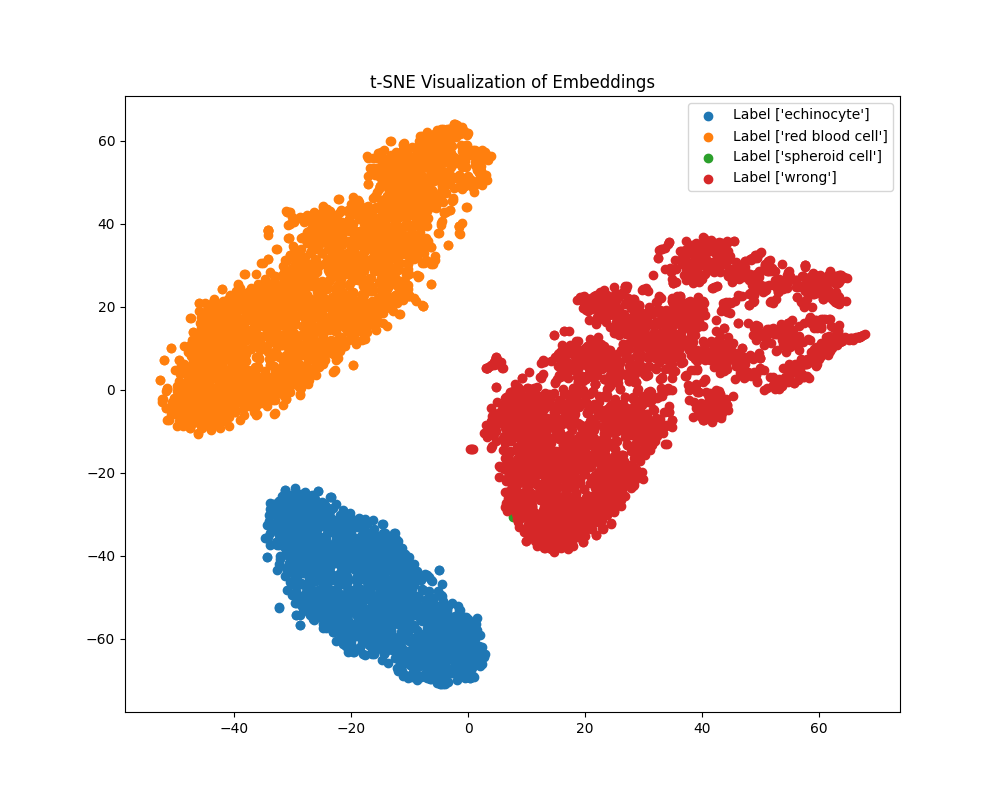 t-SNE Visualization of Embeddings
Label ['echinocyte']
Label ['red blood cell']
Label ['spheroid cell']
Label ['wrong']
60
40
20
0
−20
−40
−60
−40 −20 0 20 40 60